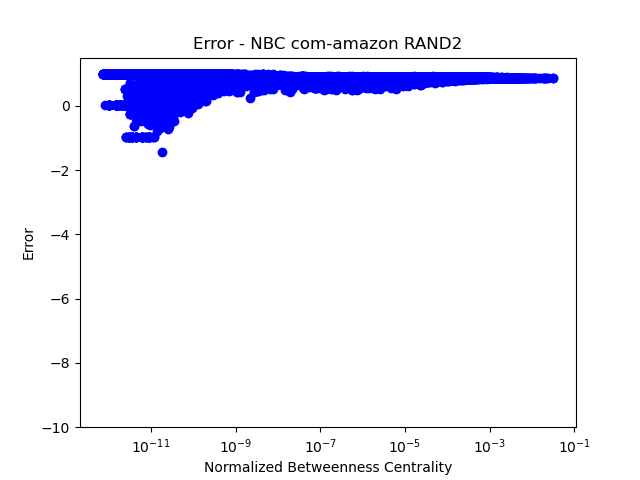 Error - NBC com-amazon RAND2
Error
0
−2
−4
−6
−8
−10
10⁻¹¹ 10⁻⁹ 10⁻⁷ 10⁻⁵ 10⁻³ 10⁻¹
Normalized Betweenness Centrality